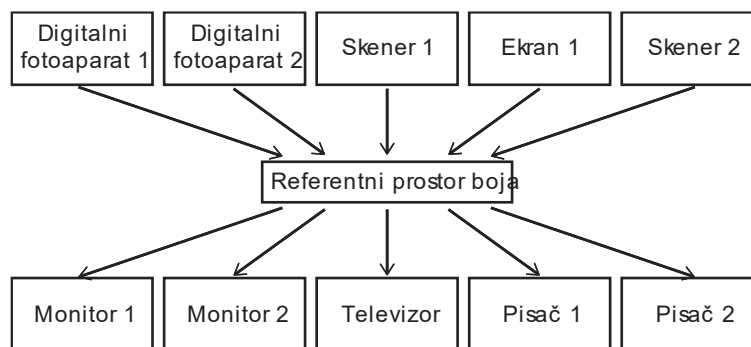 Digitalni
fotoaparat 1
Digitalni
fotoaparat 2
Skener 1
Ekran 1
Skener 2
Referentni prostor boja
Monitor 1
Monitor 2
Televizor
Pisač 1
Pisač 2